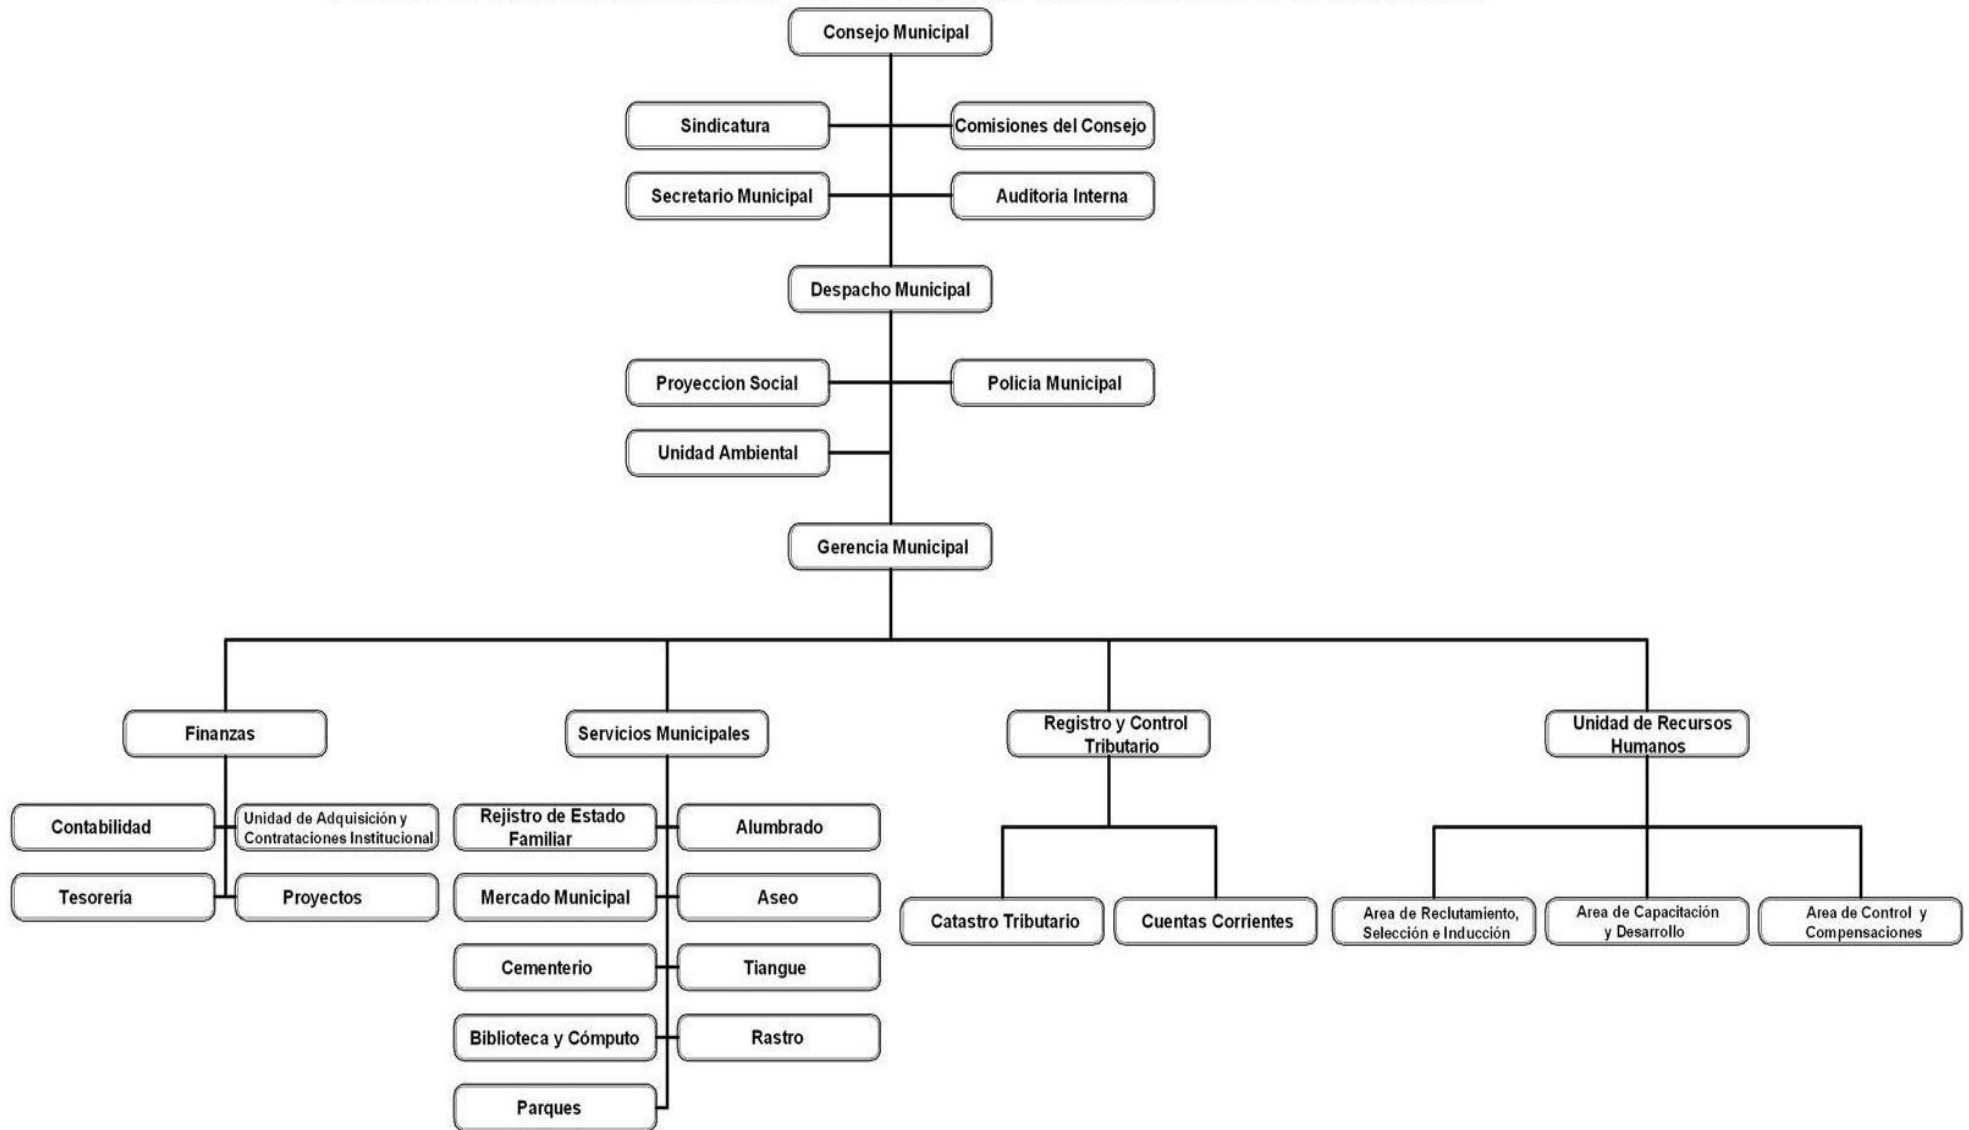 Consejo Municipal
Sindicatura
Comisiones del Consejo
Secretario Municipal
Auditoria Interna
Despacho Municipal
Proyeccion Social
Policia Municipal
Unidad Ambiental
Gerencia Municipal
Finanzas
Servicios Municipales
Registro y Control
Tributario
Unidad de Recursos
Humanos
Contabilidad
Unidad de Adquisición y
Contrataciones Institucional
Rejistro de Estado
Familiar
Alumbrado
Tesorería
Proyectos
Mercado Municipal
Aseo
Catastro Tributario
Cuentas Corrientes
Area de Reclutamiento,
Selección e Inducción
Area de Capacitación
y Desarrollo
Area de Control y
Compensaciones
Cementerio
Tiangue
Biblioteca y Cómputo
Rastro
Parques